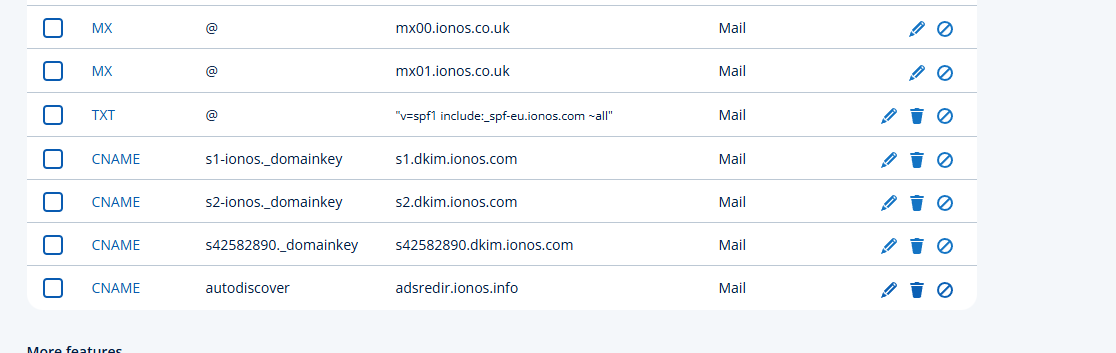 MX @ mx00.ionos.co.uk Mail
MX @ mx01.ionos.co.uk Mail
TXT @ "v=spf1 include:_spf-eu.ionos.com ~all" Mail
CNAME s1-ionos._domainkey s1.dkim.ionos.com Mail
CNAME s2-ionos._domainkey s2.dkim.ionos.com Mail
CNAME s42582890._domainkey s42582890.dkim.ionos.com Mail
CNAME autodiscover adsredir.ionos.info Mail
More features